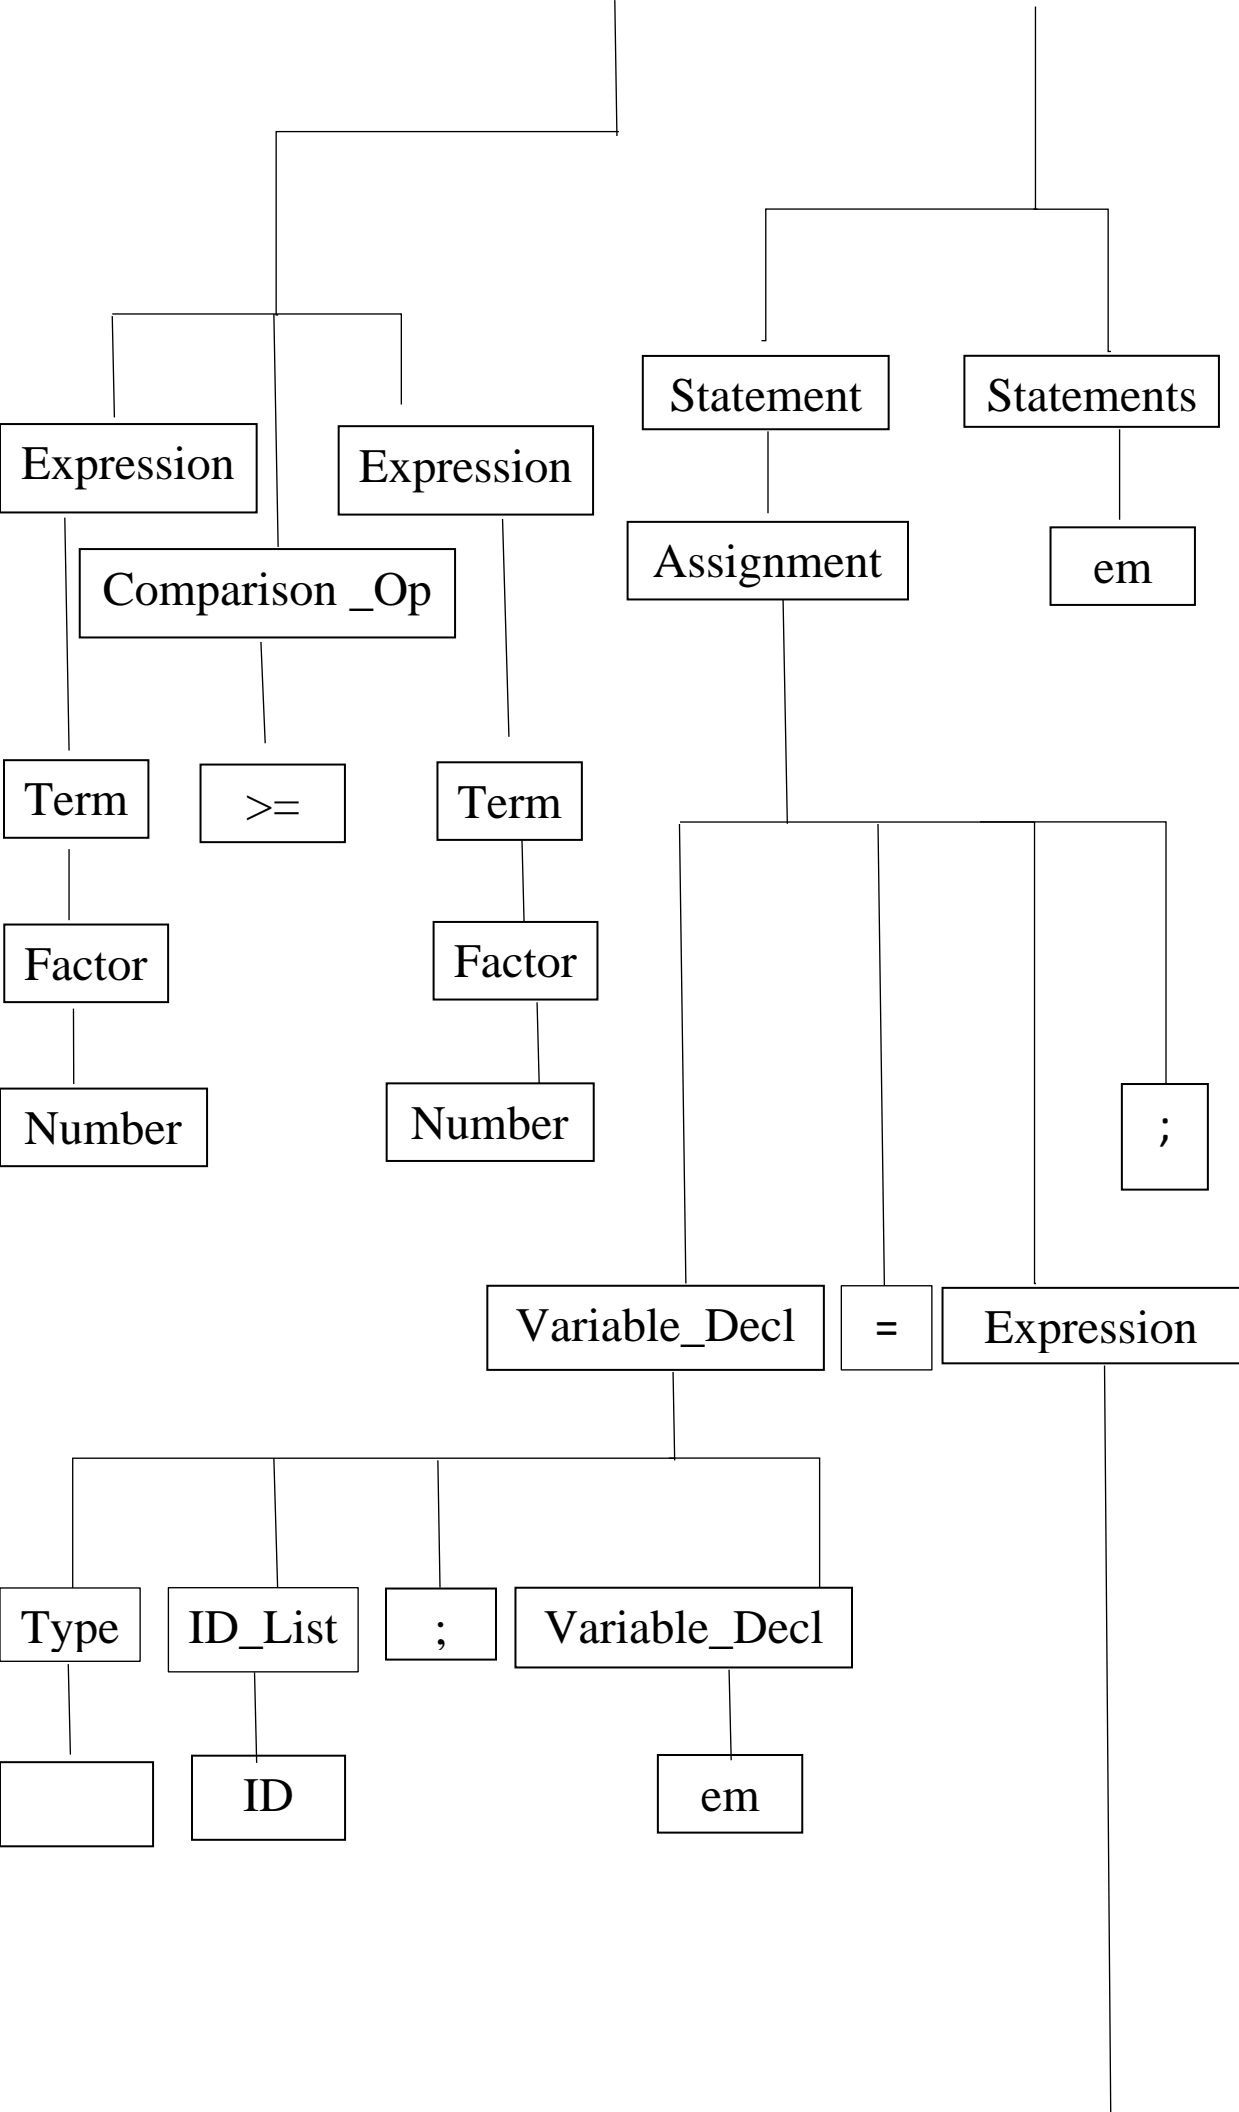 Statement
Statements
Expression
Expression
Assignment
em
Comparison _Op
Term
>=
Term
Factor
Factor
Number
Number
;
Variable_Decl
=
Expression
Type
ID_List
;
Variable_Decl
ID
em